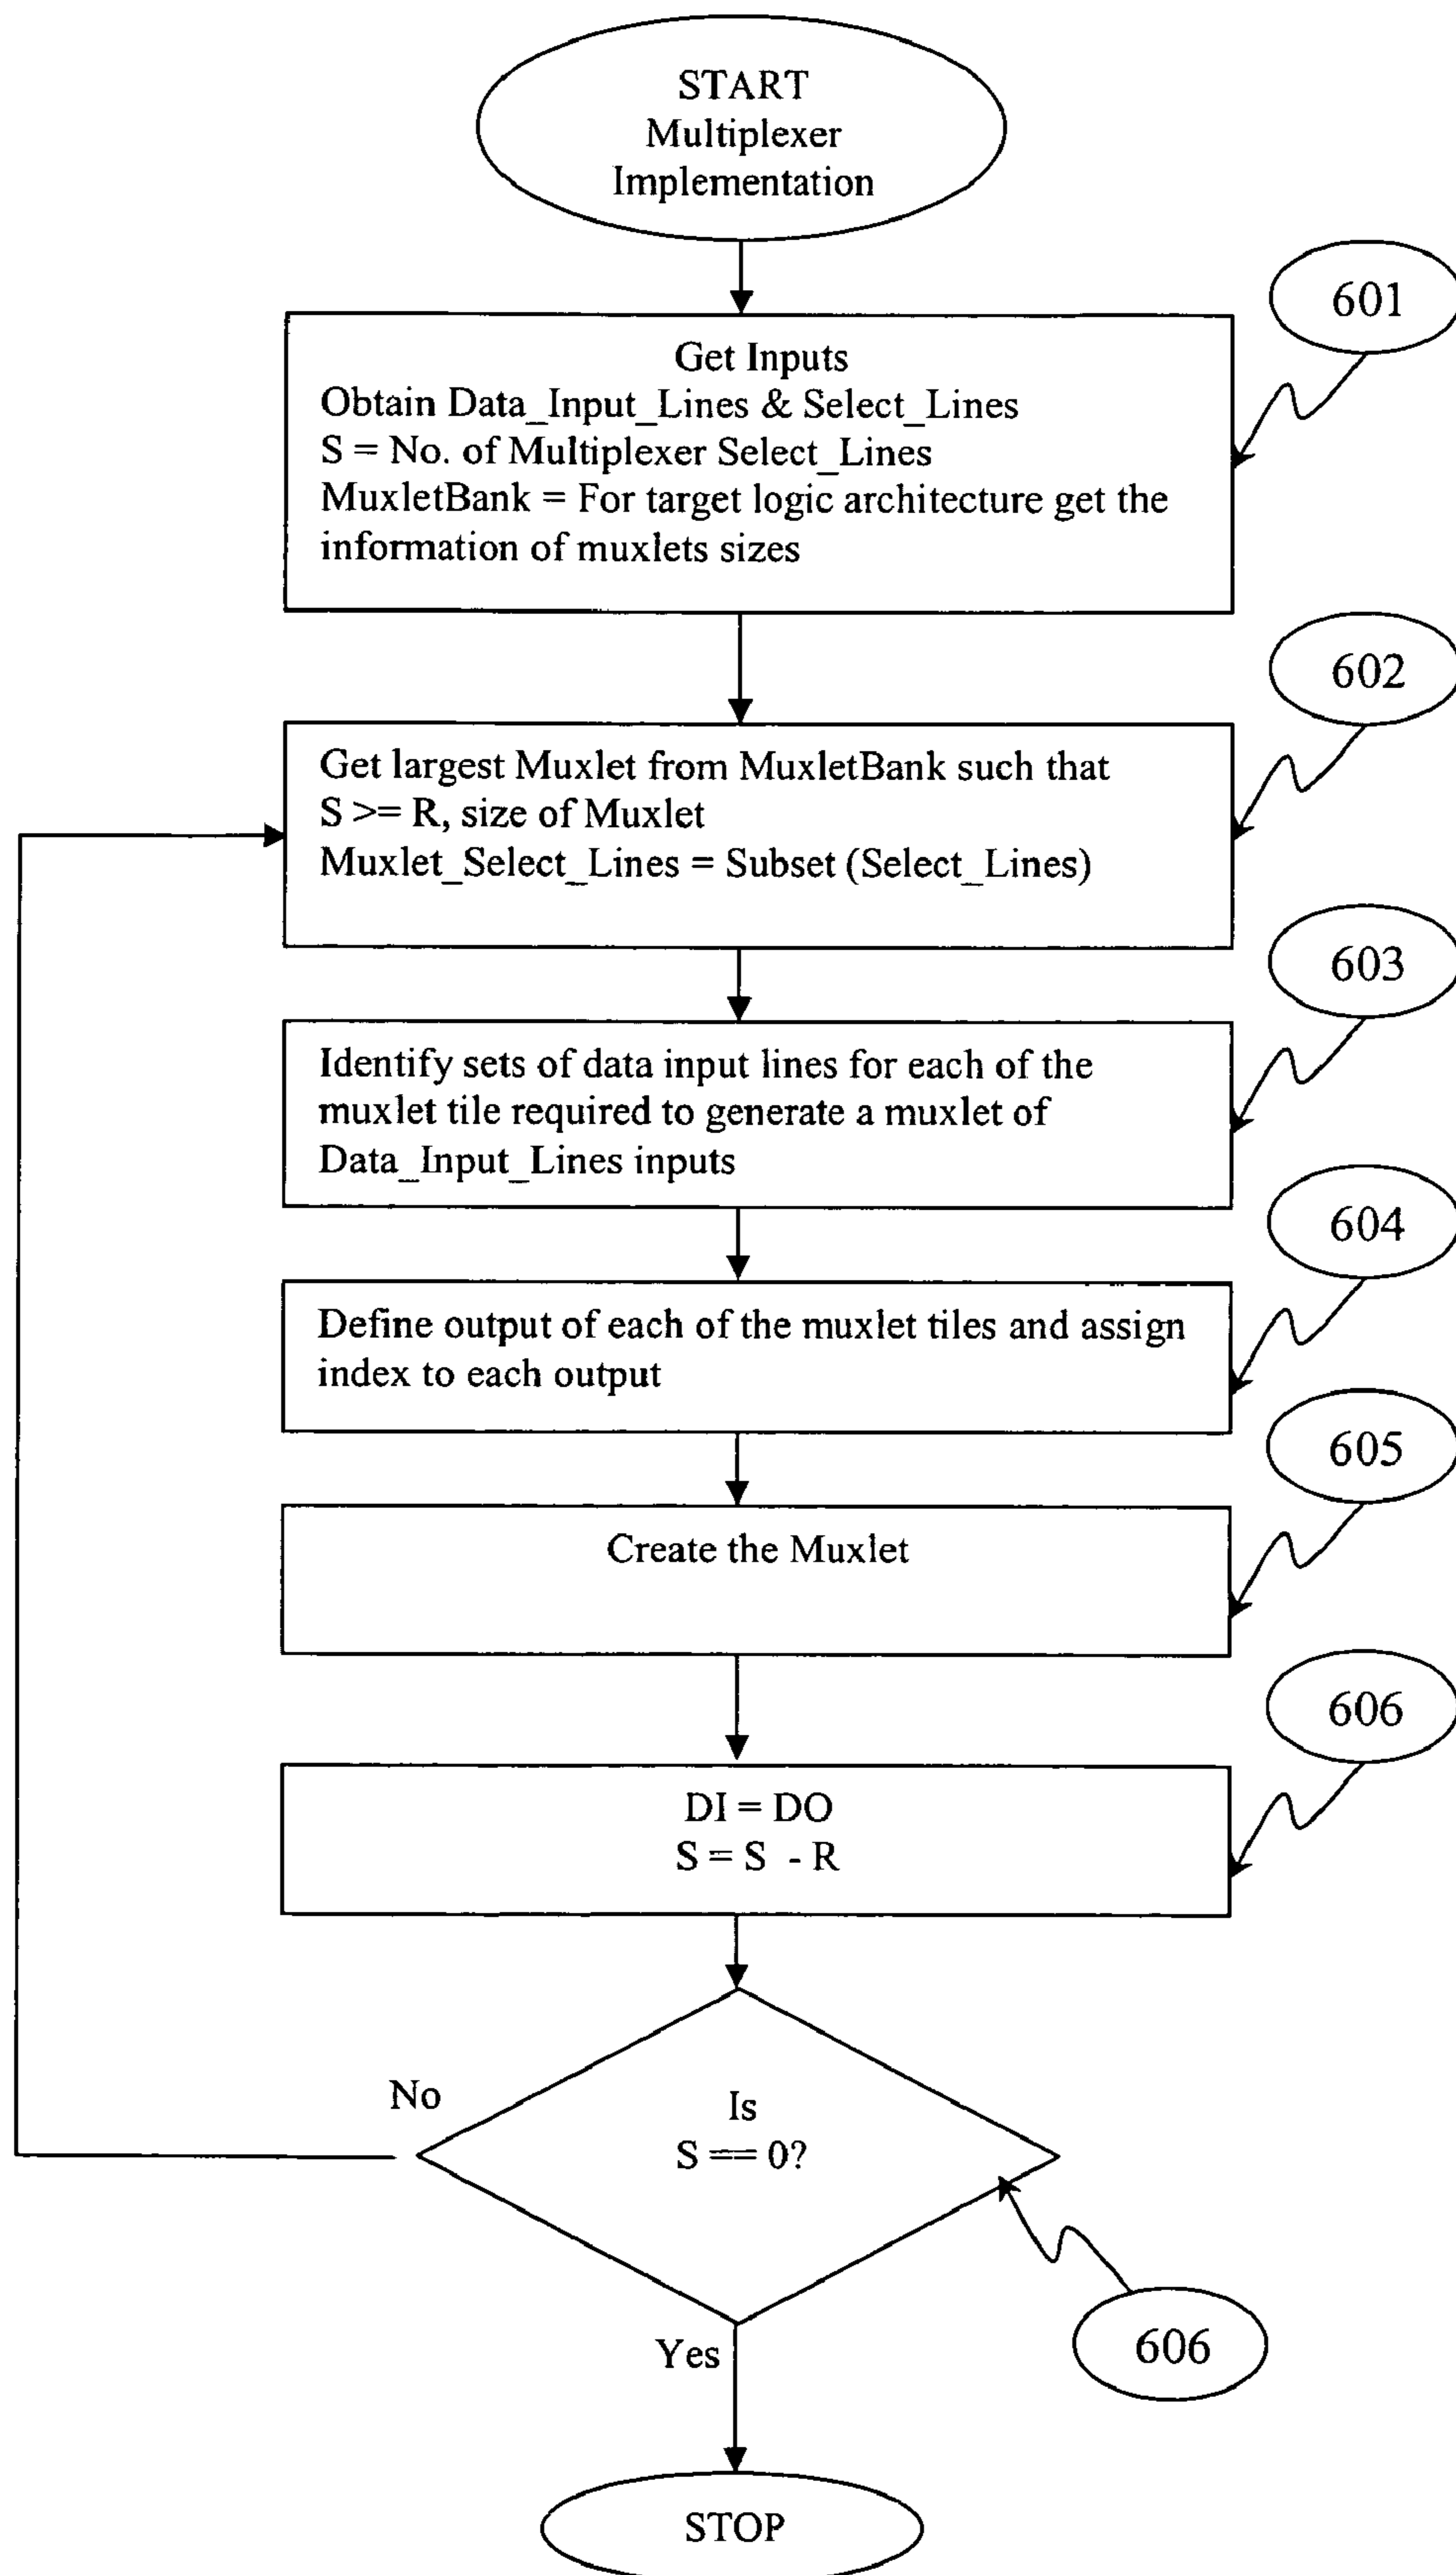 START
Multiplexer
Implementation
601
Get Inputs
Obtain Data_Input_Lines & Select_Lines
S = No. of Multiplexer Select_Lines
MuxletBank = For target logic architecture get the
information of muxlets sizes
602
Get largest Muxlet from MuxletBank such that
S >= R, size of Muxlet
Muxlet_Select_Lines = Subset (Select_Lines)
603
Identify sets of data input lines for each of the
muxlet tile required to generate a muxlet of
Data_Input_Lines inputs
604
Define output of each of the muxlet tiles and assign
index to each output
605
Create the Muxlet
606
DI = DO
S = S - R
No
Is
S == 0?
606
Yes
STOP